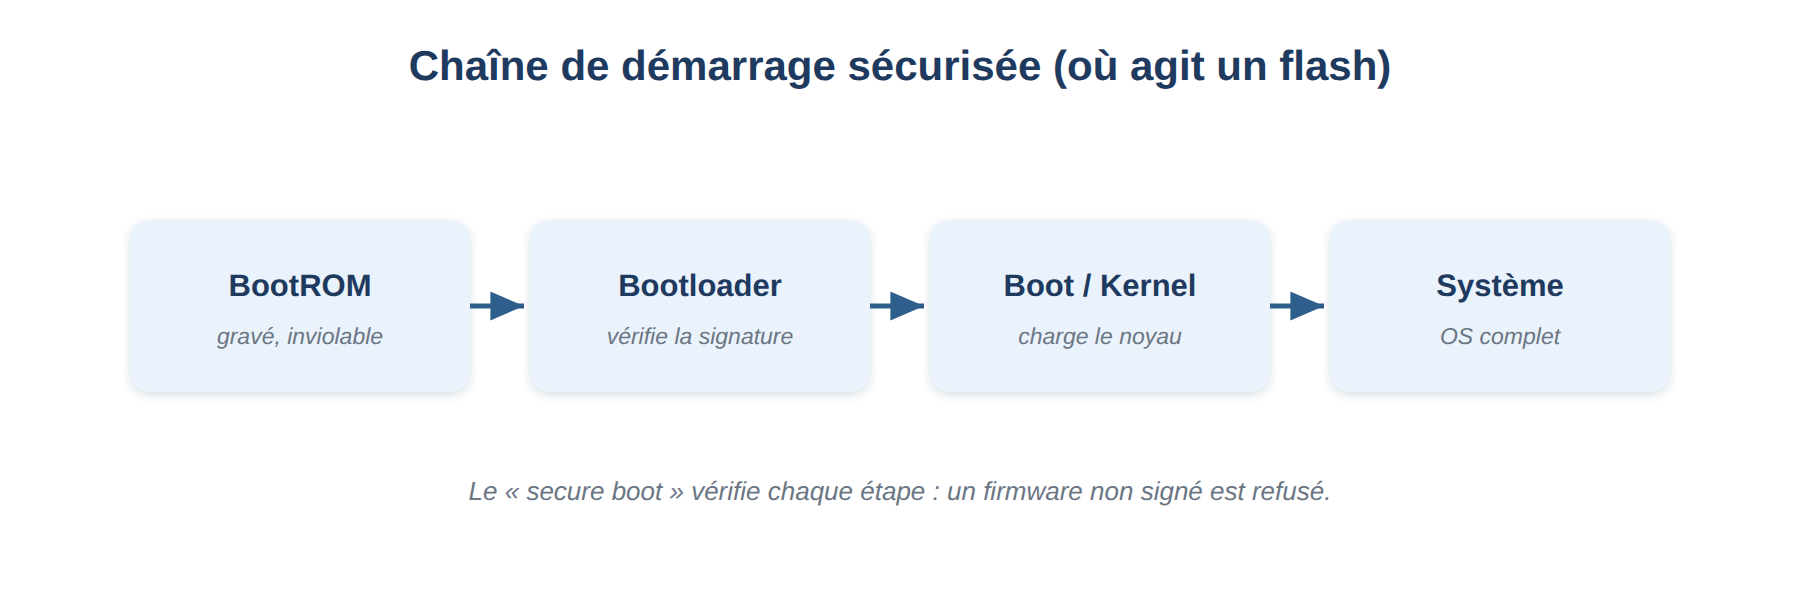 Chaîne de démarrage sécurisée (où agit un flash)
BootROM
gravé, inviolable
Bootloader
vérifie la signature
Boot / Kernel
charge le noyau
Système
OS complet
Le « secure boot » vérifie chaque étape : un firmware non signé est refusé.